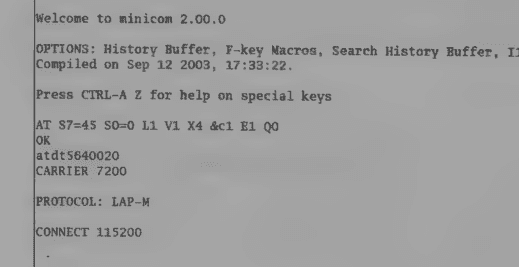 Welcome to minicom 2.00.0
OPTIONS: History Buffer, F-key Macros, Search History Buffer,
Compiled on Sep 12 2003, 17:33:22.
Press CTRL-A Z for help on special keys
AT S7=45 S0=0 L1 V1 X4 &c1 E1 Q0
OK
atdt5640020
CARRIER 7200
PROTOCOL: LAP-M
CONNECT 115200